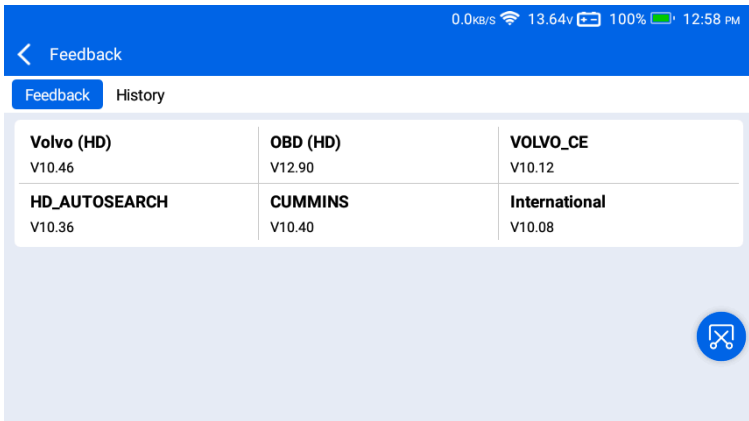 0.0KB/S 13.64V 100% 12:58 PM
Feedback
Feedback History
Volvo (HD) OBD (HD) VOLVO_CE
V10.46 V12.90 V10.12
HD_AUTOSEARCH CUMMINS International
V10.36 V10.40 V10.08